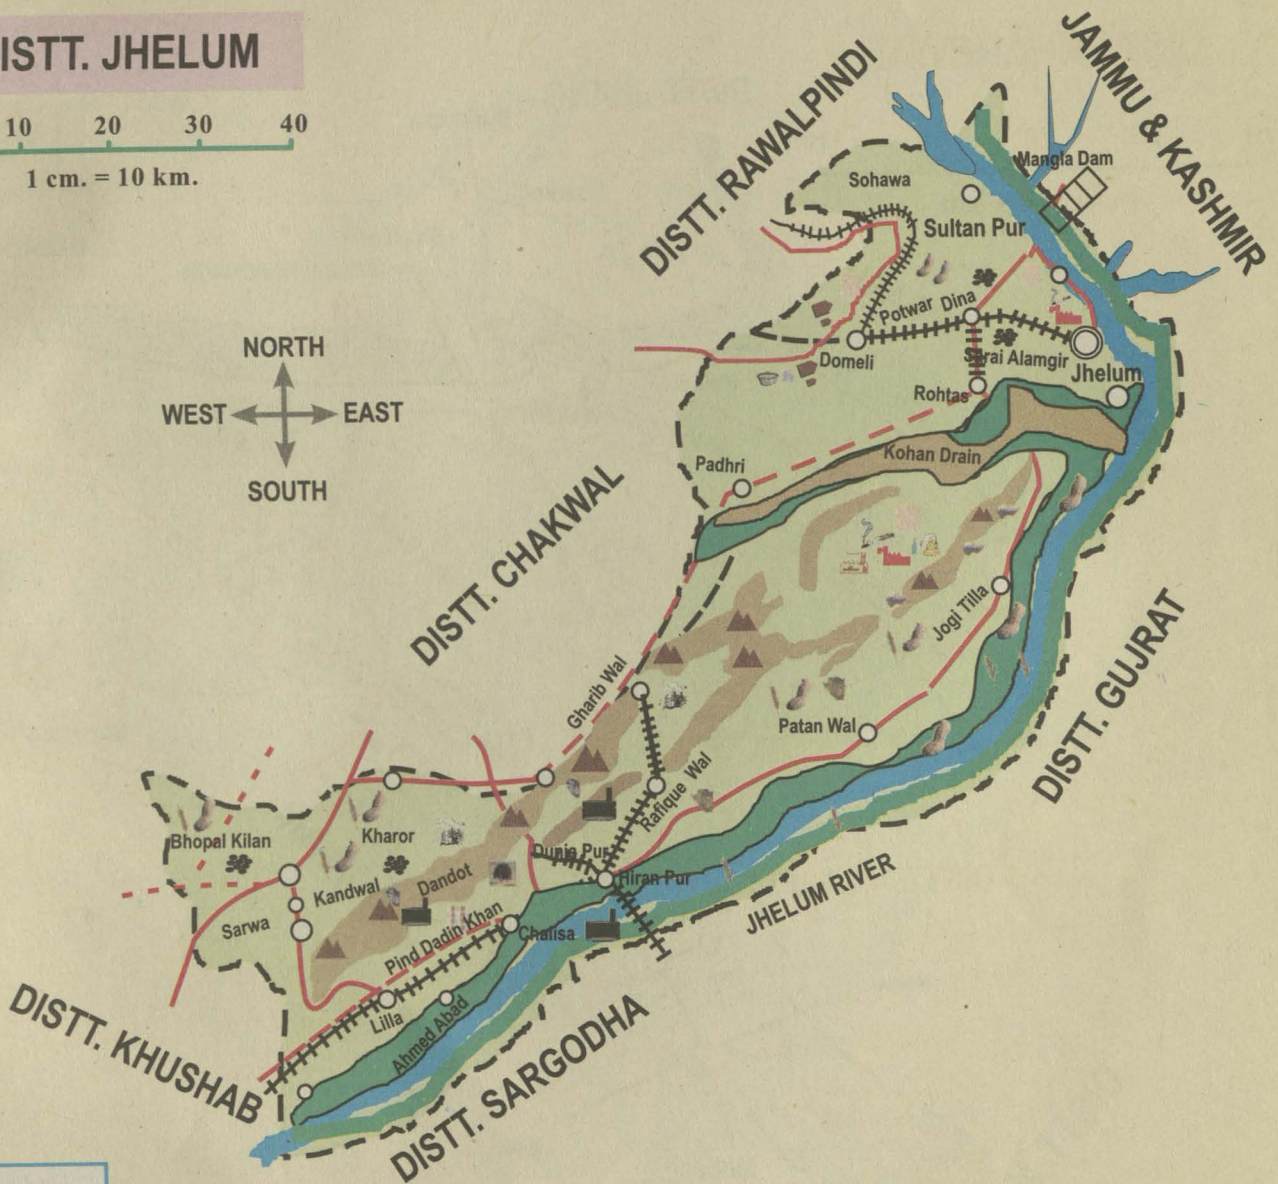 ISTT. JHELUM
10 20 30 40
1 cm. = 10 km.
NORTH
WEST EAST
SOUTH
DISTT. RAWALPINDI
JAMMU & KASHMIR
Mangla Dam
Sohawa
Sultan Pur
Potwar Dina
Domeli
Sarai Alamgir
Jhelum
Rohtas
Kohan Drain
Padhri
DISTT. CHAKWAL
Jogi Tilla
DISTT. GUJRAT
Gharib Wal
Patan Wal
Rafique Wal
Bhopal Kilan
Kharor
Dunia Pur
Hiran Pur
Kandwal
Dandot
JHELUM RIVER
Sarwa
Pind Dadin Khan
Chalisa
Lilla
Ahmed Abad
DISTT. KHUSHAB
DISTT. SARGODHA